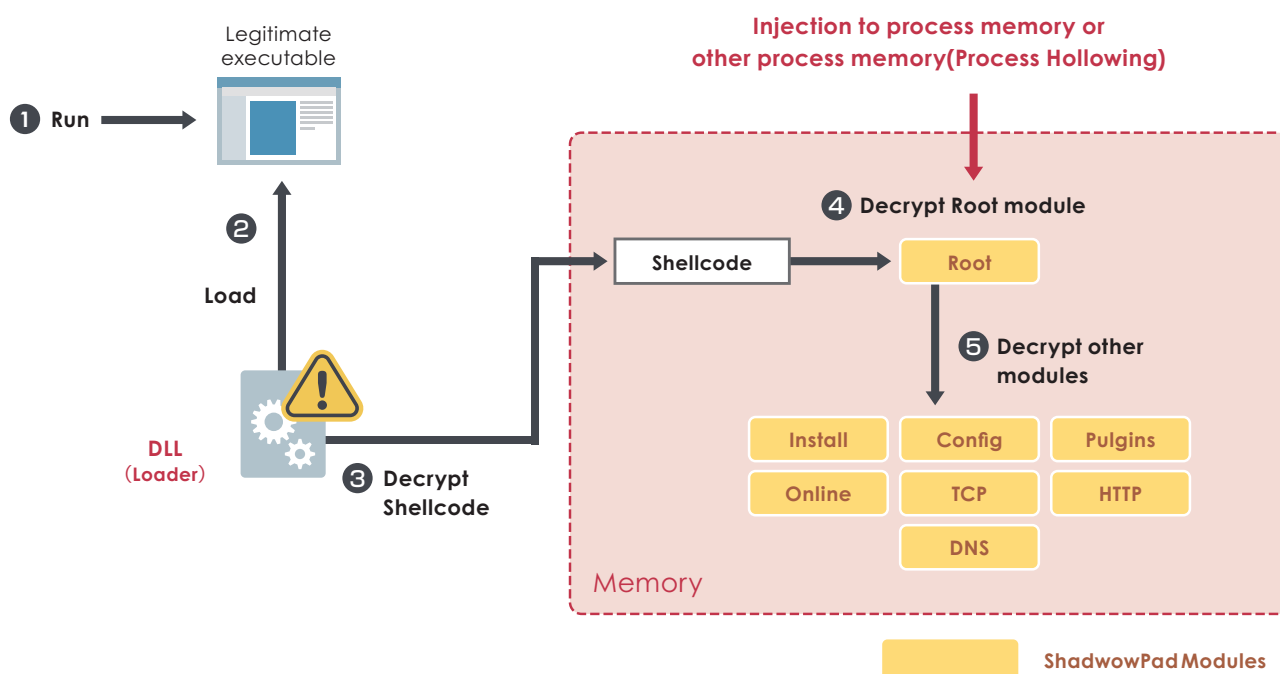 Legitimate
executable
Injection to process memory or
other process memory(Process Hollowing)
1 Run
2
Load
4 Decrypt Root module
Shellcode
Root
5 Decrypt other
modules
DLL
(Loader)
3 Decrypt
Shellcode
Install
Config
Pulgins
Online
TCP
HTTP
DNS
Memory
ShadwowPad Modules